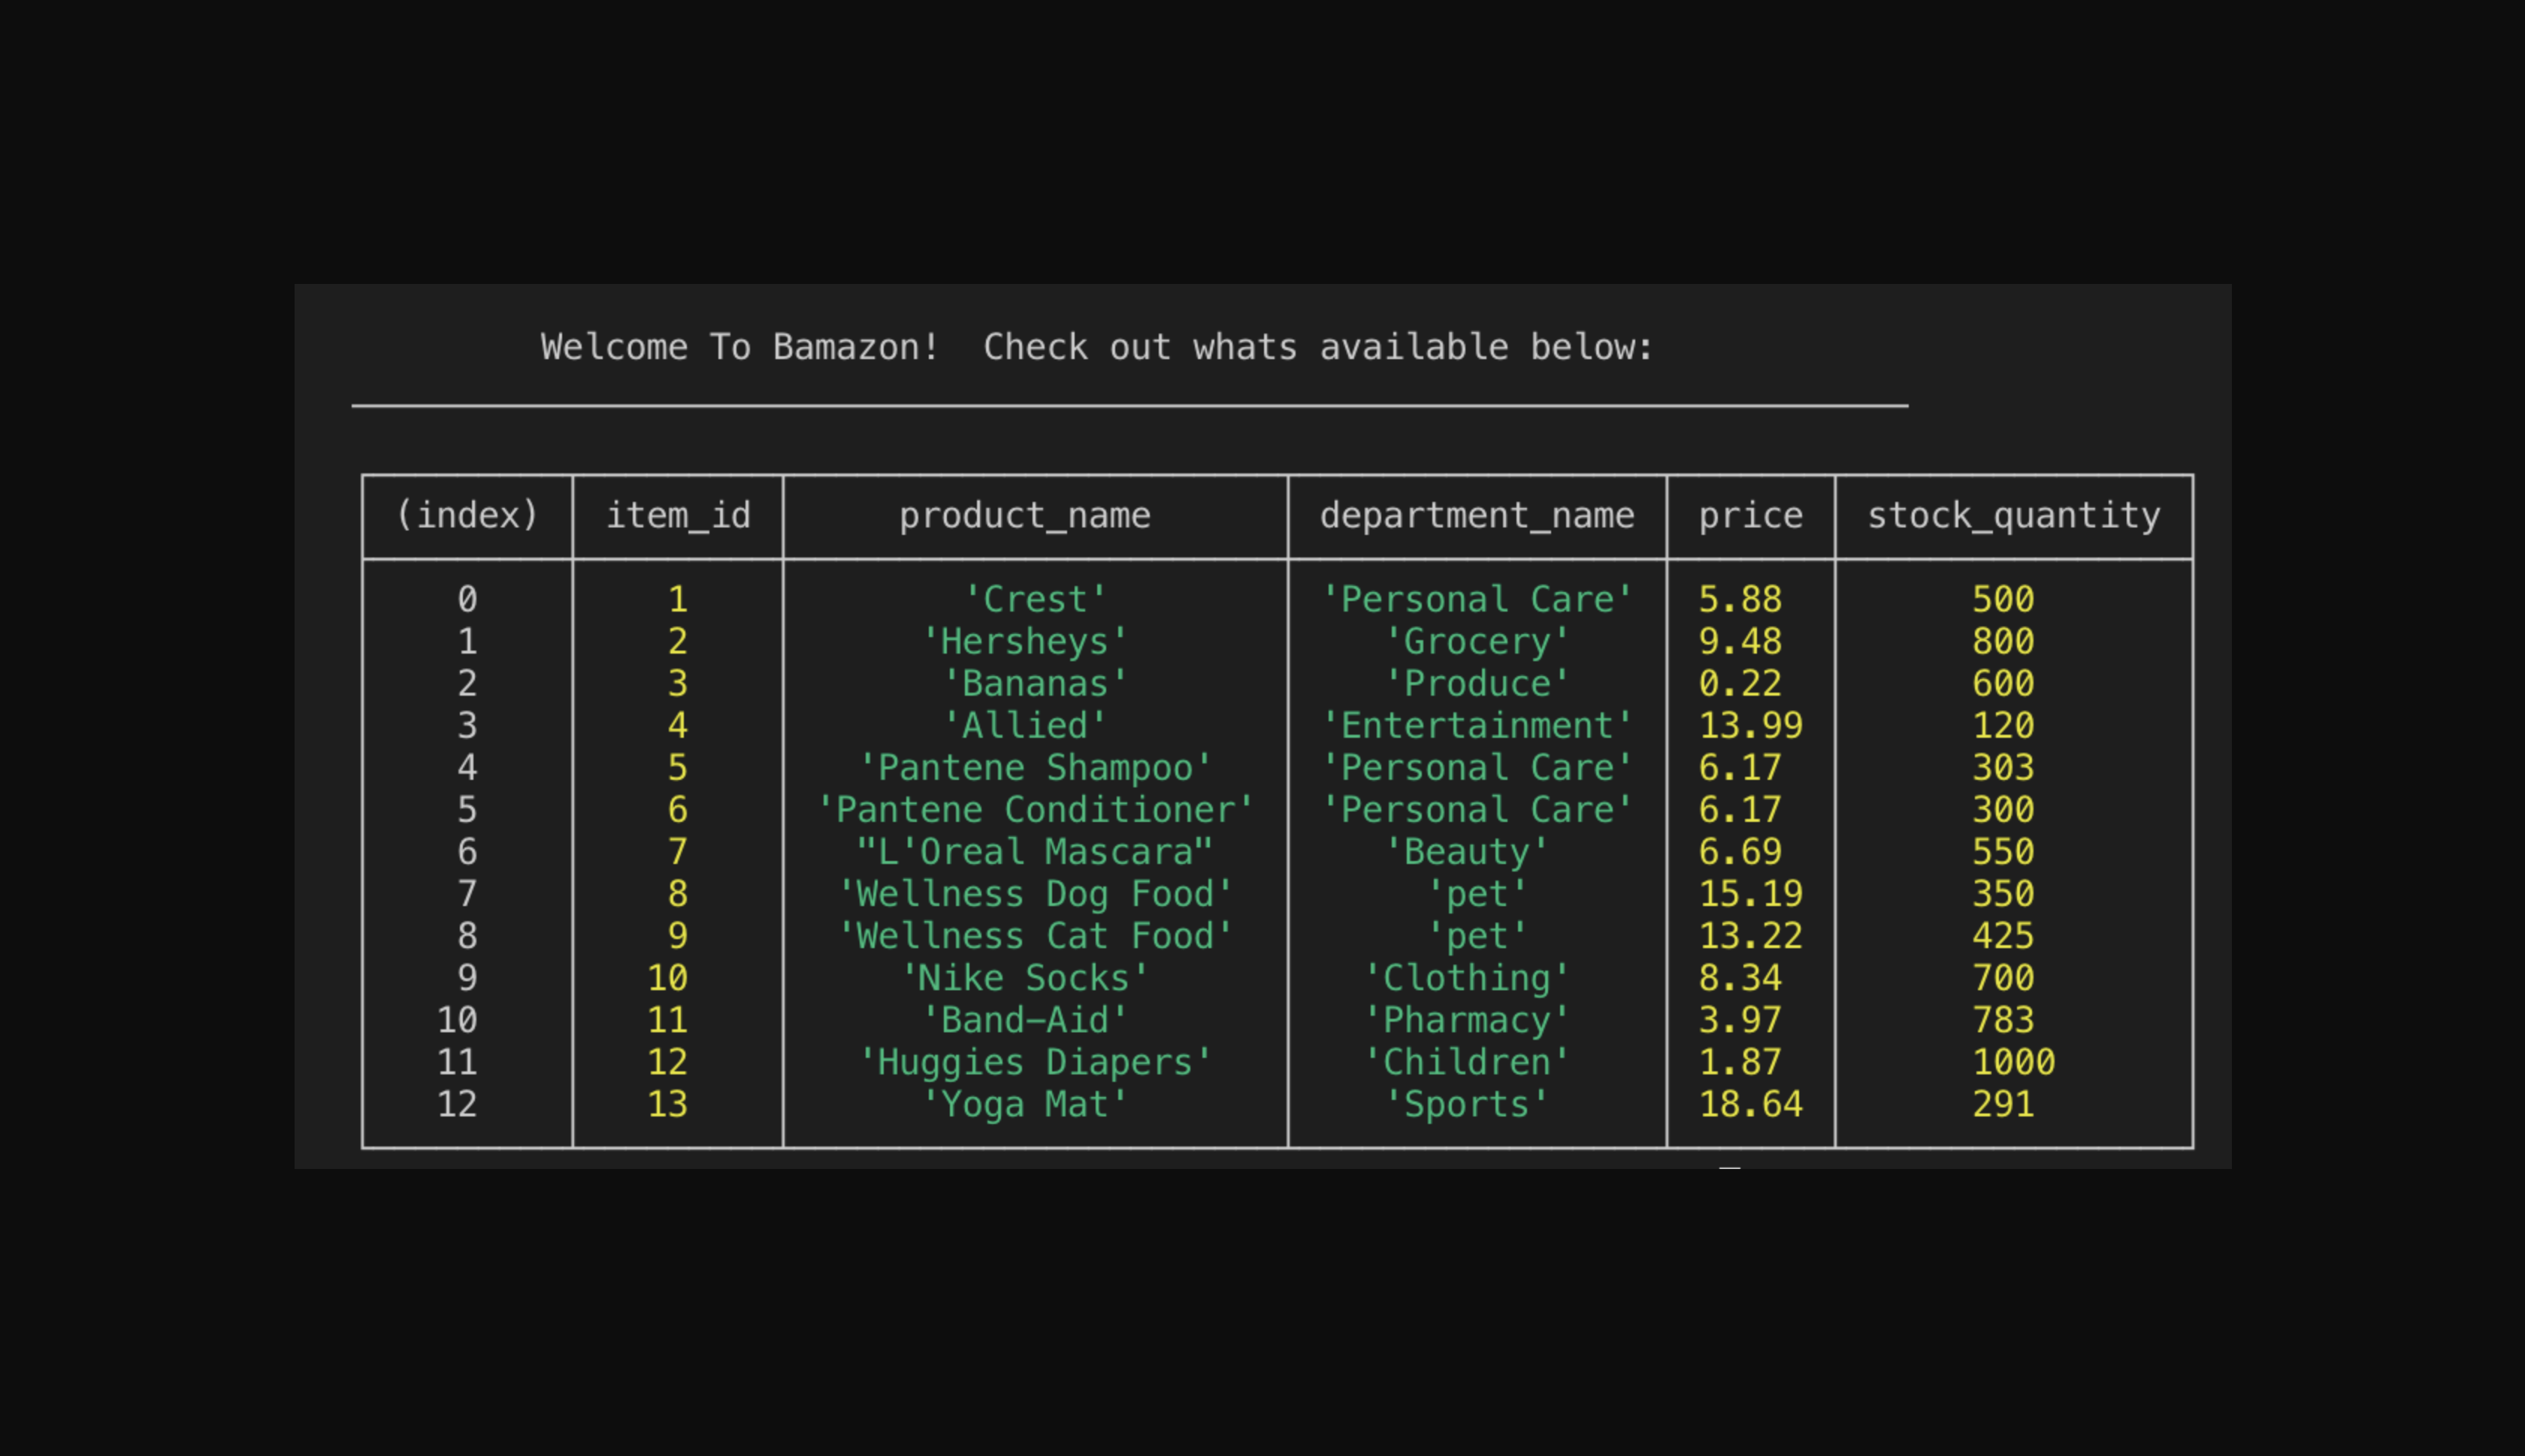 Welcome To Bamazon!  Check out whats available below:
(index) item_id product_name department_name price stock_quantity
0 1 'Crest' 'Personal Care' 5.88 500
1 2 'Hersheys' 'Grocery' 9.48 800
2 3 'Bananas' 'Produce' 0.22 600
3 4 'Allied' 'Entertainment' 13.99 120
4 5 'Pantene Shampoo' 'Personal Care' 6.17 303
5 6 'Pantene Conditioner' 'Personal Care' 6.17 300
6 7 "L'Oreal Mascara" 'Beauty' 6.69 550
7 8 'Wellness Dog Food' 'pet' 15.19 350
8 9 'Wellness Cat Food' 'pet' 13.22 425
9 10 'Nike Socks' 'Clothing' 8.34 700
10 11 'Band-Aid' 'Pharmacy' 3.97 783
11 12 'Huggies Diapers' 'Children' 1.87 1000
12 13 'Yoga Mat' 'Sports' 18.64 291